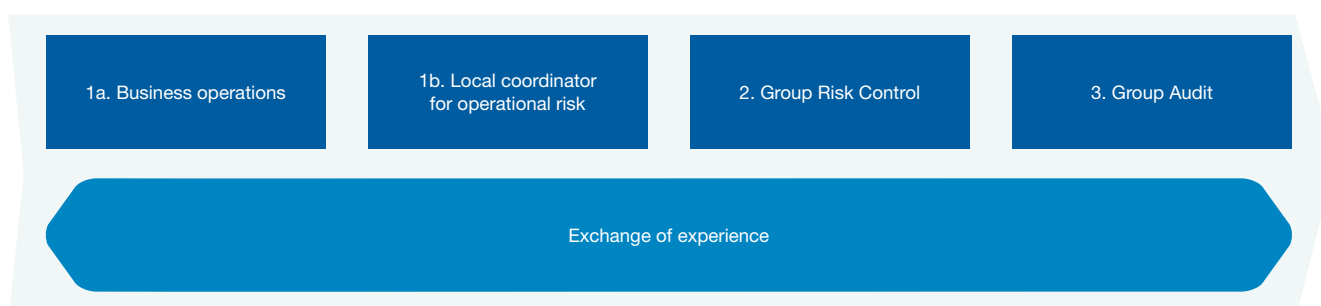 1a. Business operations
1b. Local coordinator
for operational risk
2. Group Risk Control
3. Group Audit
Exchange of experience